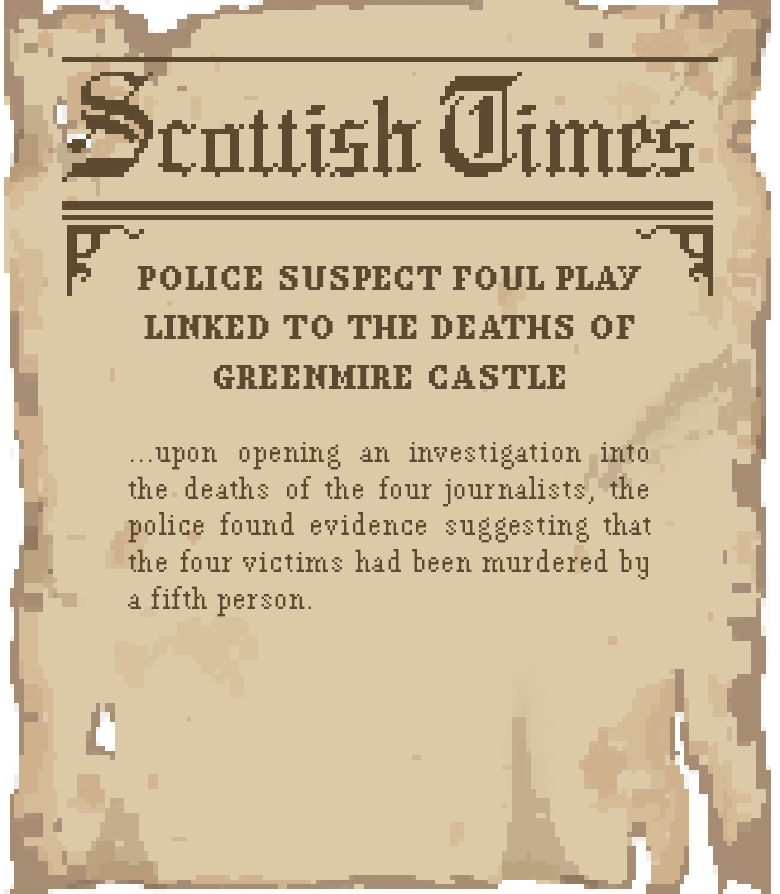 Scottish Times
POLICE SUSPECT FOUL PLAY
LINKED TO THE DEATHS OF
GREENMIRE CASTLE
...upon opening an investigation into
the deaths of the four journalists, the
police found evidence suggesting that
the four victims had been murdered by
a fifth person.